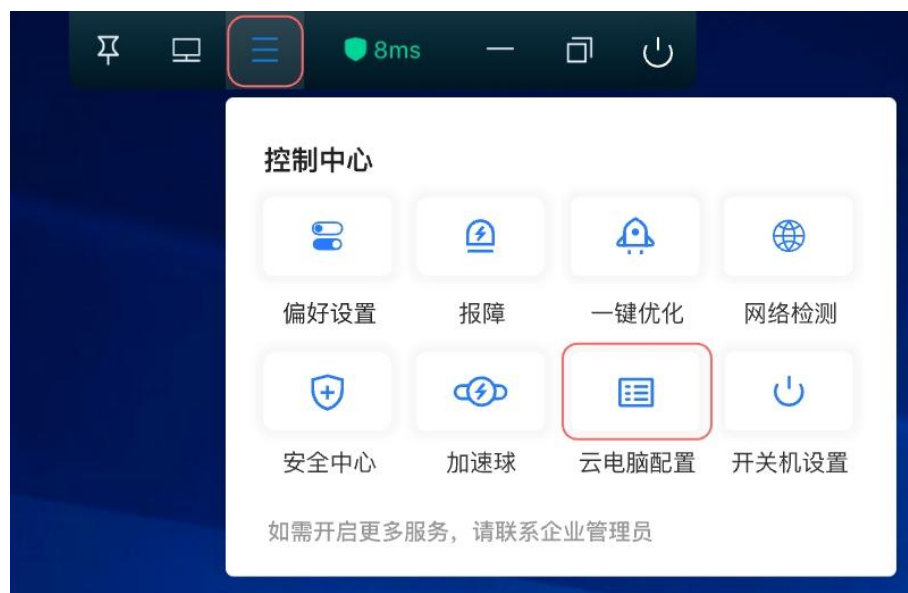 8ms
控制中心
偏好设置 报障 一键优化 网络检测
安全中心 加速球 云电脑配置 开关机设置
如需开启更多服务，请联系企业管理员